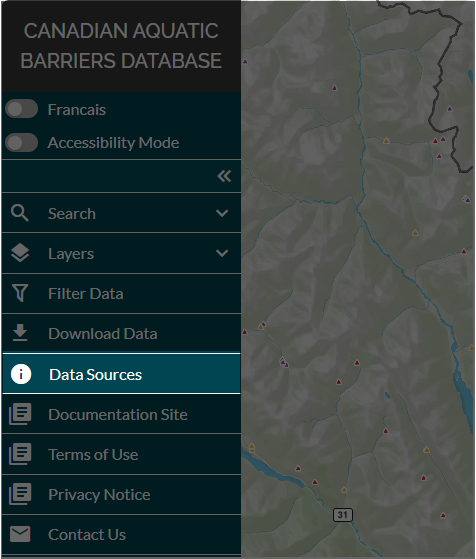 CANADIAN AQUATIC
BARRIERS DATABASE
Francais
Accessibility Mode
Search
Layers
Filter Data
Download Data
Data Sources
Documentation Site
Terms of Use
Privacy Notice
Contact Us
31